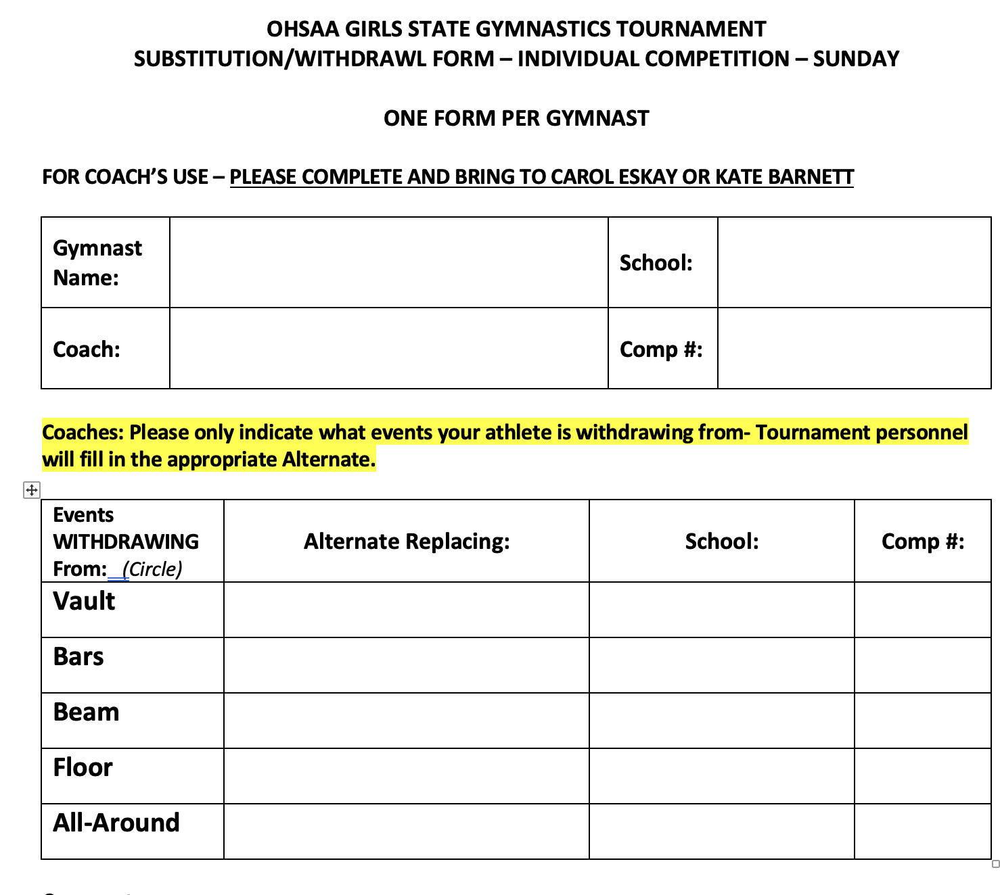 OHSAA GIRLS STATE GYMNASTICS TOURNAMENT
SUBSTITUTION/WITHDRAWL FORM – INDIVIDUAL COMPETITION – SUNDAY
ONE FORM PER GYMNAST
FOR COACH’S USE – PLEASE COMPLETE AND BRING TO CAROL ESKAY OR KATE BARNETT
Gymnast
Name:
School:
Coach:
Comp #:
Coaches: Please only indicate what events your athlete is withdrawing from- Tournament personnel
will fill in the appropriate Alternate.
Events
WITHDRAWING
From:  (Circle)
Alternate Replacing:
School:
Comp #:
Vault
Bars
Beam
Floor
All-Around